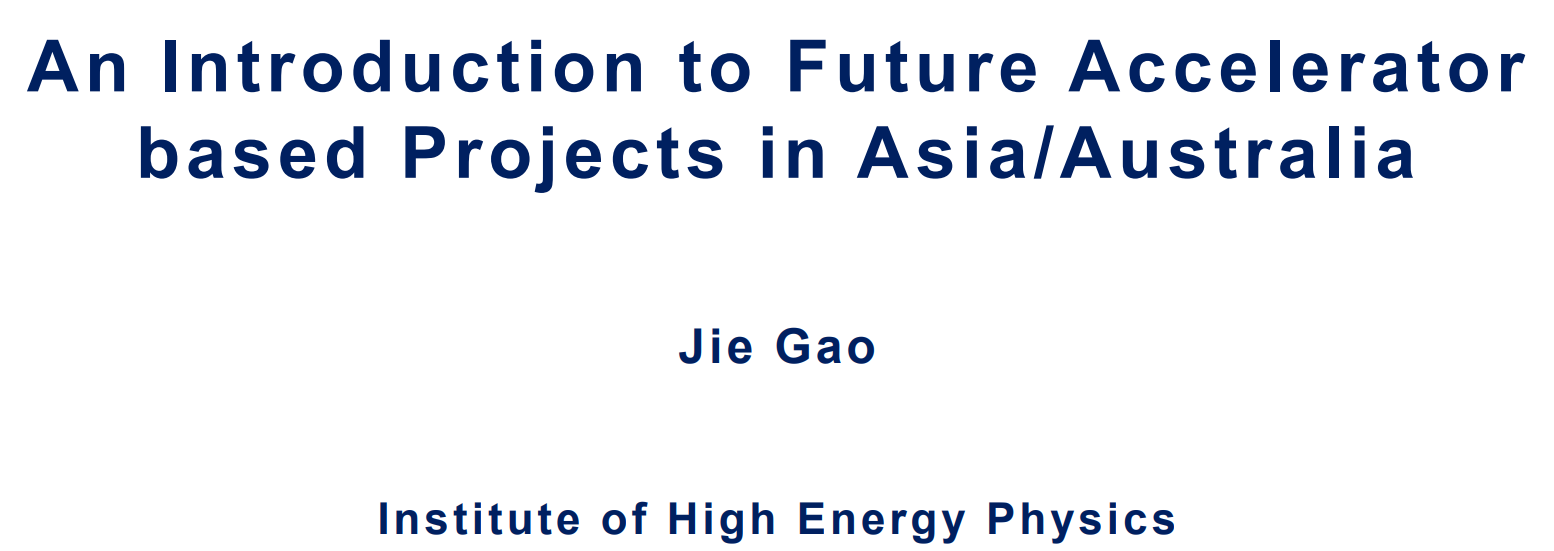 An Introduction to Future Accelerator
based Projects in Asia/Australia
Jie Gao
Institute of High Energy Physics